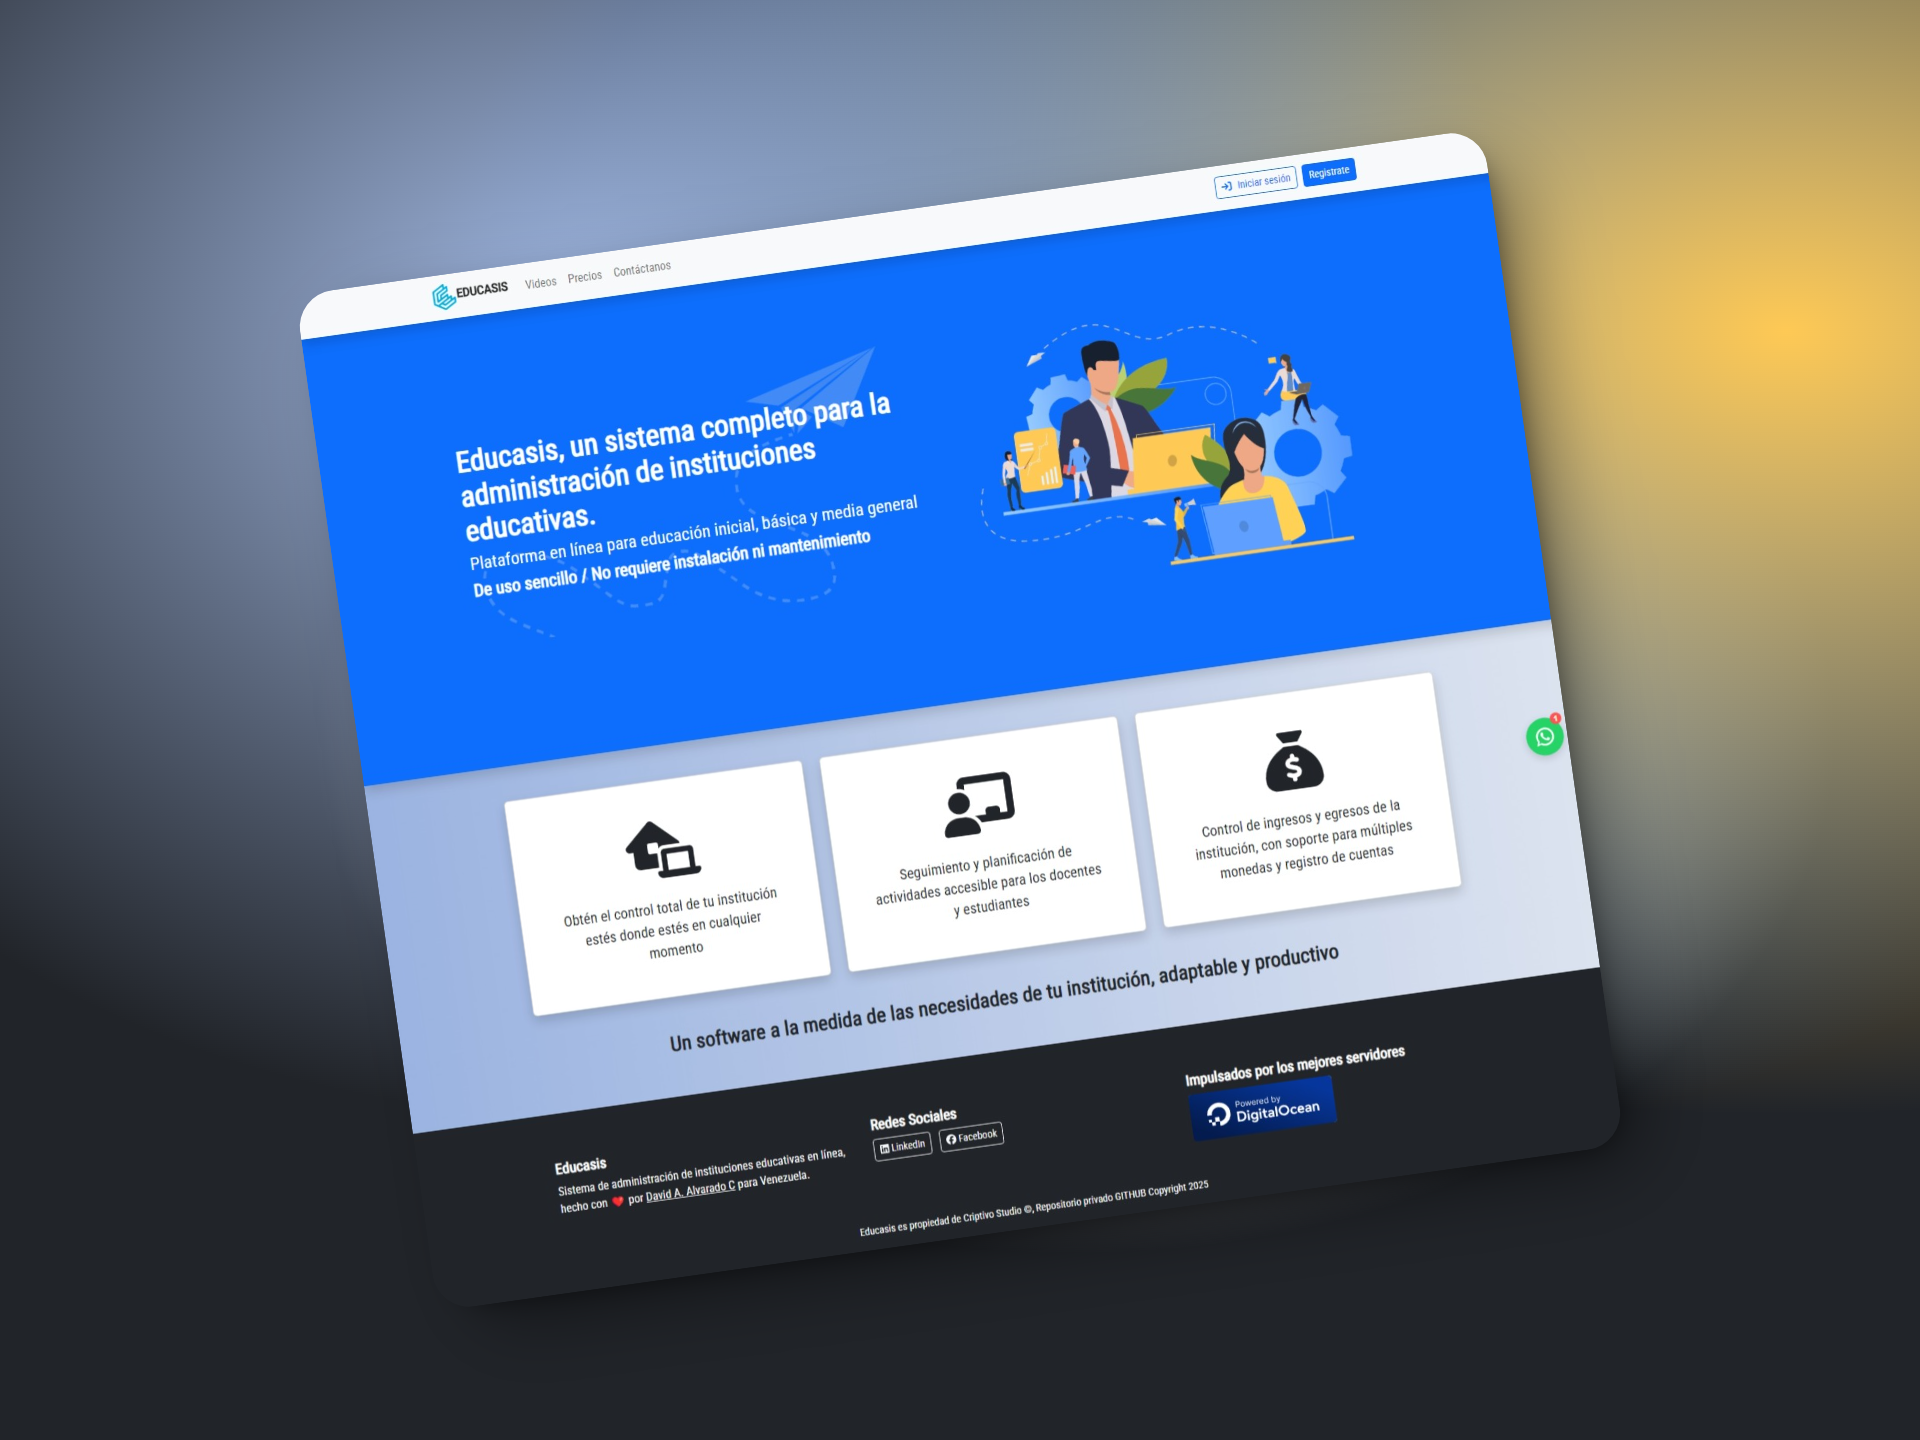 EDUCASIS
Videos
Precios
Contáctanos
Iniciar sesión
Registrate
Educasis, un sistema completo para la
administración de instituciones
educativas.
Plataforma en línea para educación inicial, básica y media general
De uso sencillo / No requiere instalación ni mantenimiento
Obtén el control total de tu institución
estés donde estés en cualquier
momento
Seguimiento y planificación de
actividades accesible para los docentes
y estudiantes
Control de ingresos y egresos de la
institución, con soporte para múltiples
monedas y registro de cuentas
1
Un software a la medida de las necesidades de tu institución, adaptable y productivo
Educasis
Sistema de administración de instituciones educativas en línea,
hecho con ❤️ por David A. Alvarado C para Venezuela.
Redes Sociales
LinkedIn
Facebook
Impulsados por los mejores servidores
Powered by
DigitalOcean
Educasis es propiedad de Criptivo Studio ©, Repositorio privado GITHUB Copyright 2025